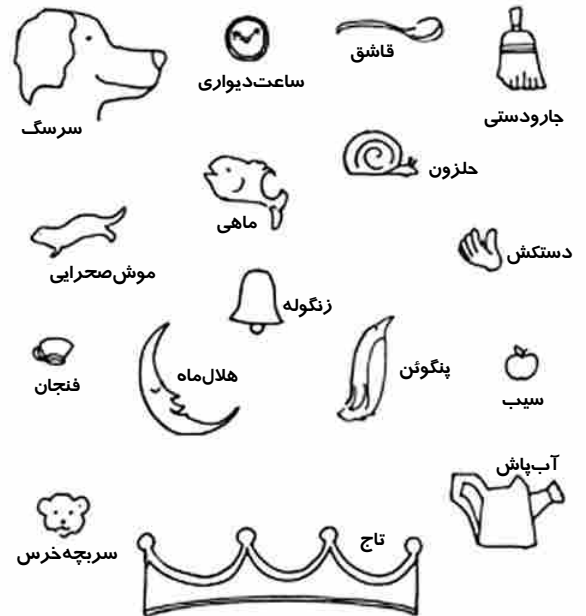 قاشق
ساعت‌دیواری
جارودستی
سرسگ
حلزون
ماهی
دستکش
موش‌صحرایی
زنگوله
پنگوئن
هلال‌ماه
فنجان
سیب
آب‌پاش
تاج
سربچه‌خرس